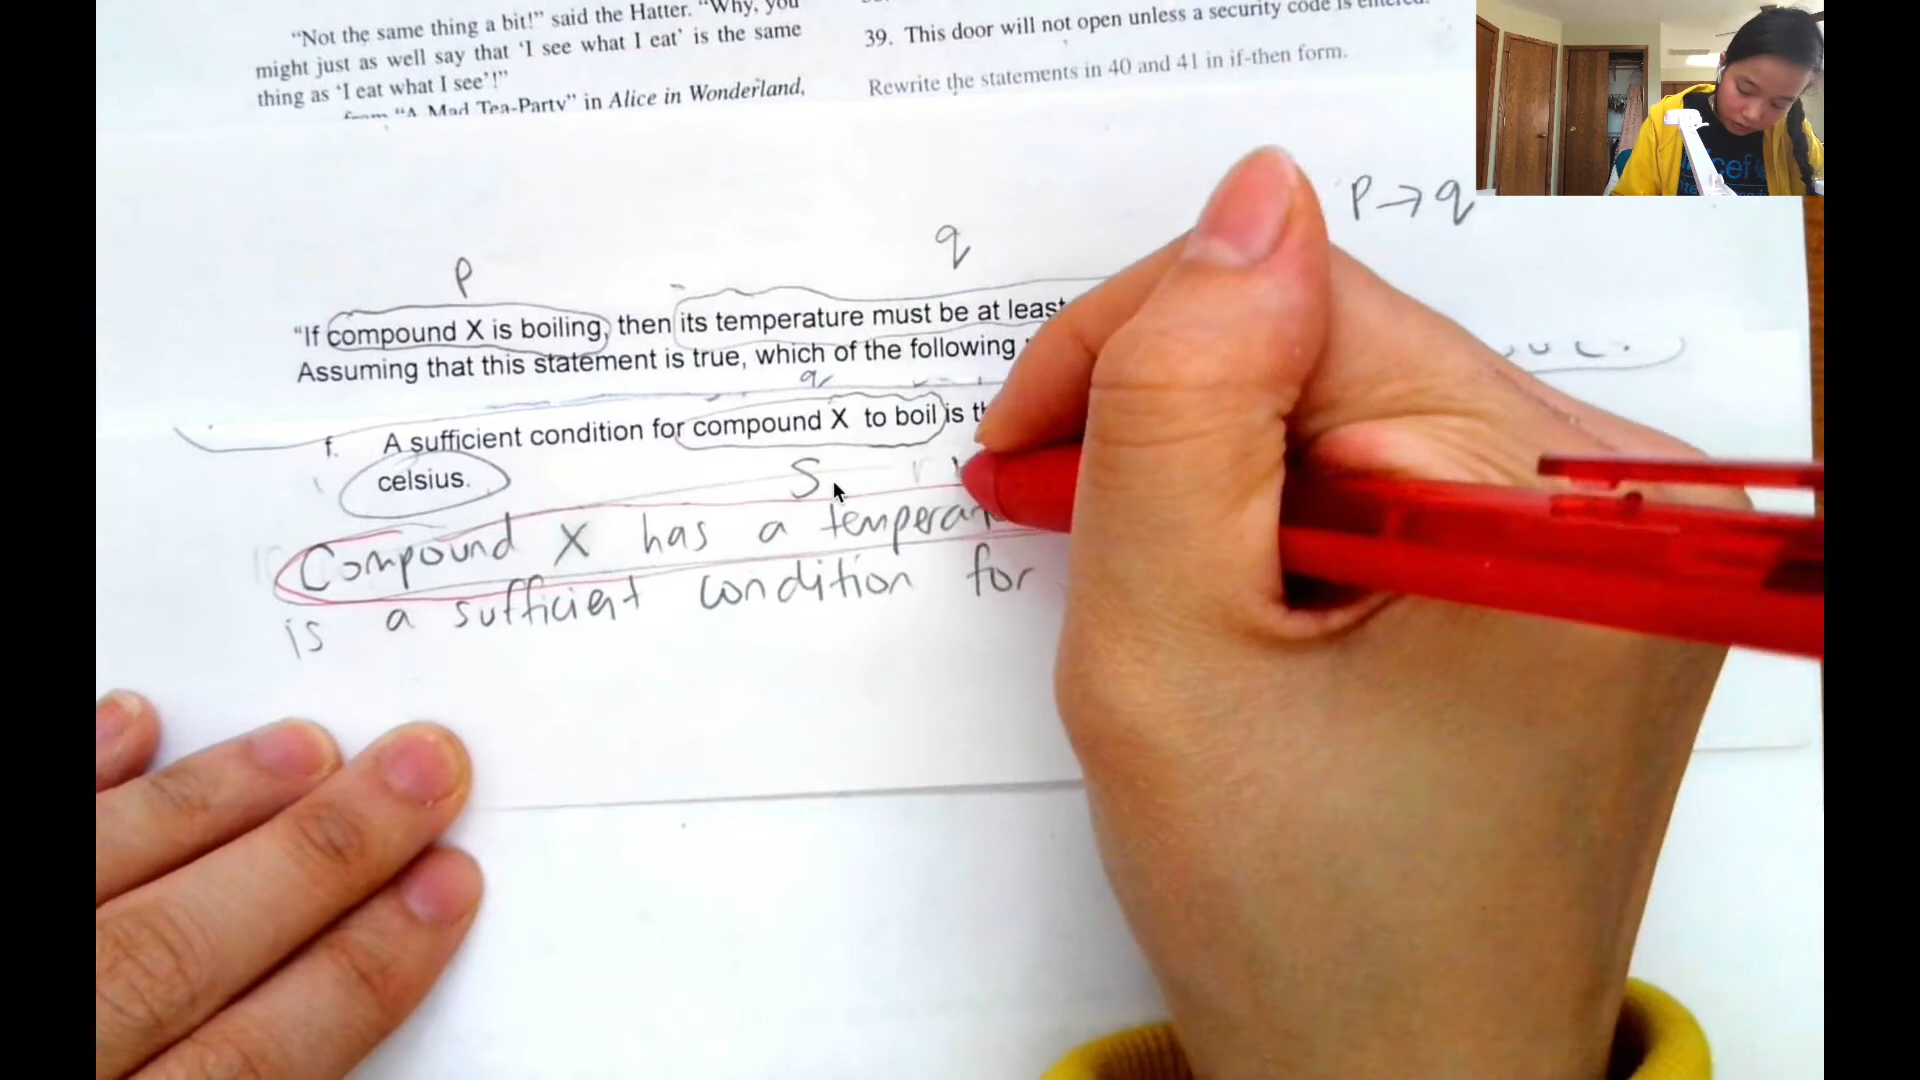 "Not the same thing a bit!" said the Hatter. "Why, you
might just as well say that 'I see what I eat' is the same
thing as 'I eat what I see'!"
from "A Mad Tea-Party" in Alice in Wonderland,
39. This door will not open unless a security code is entered.
Rewrite the statements in 40 and 41 in if-then form.
p → q
p
q
"If compound X is boiling, then its temperature must be at least
Assuming that this statement is true, which of the following
q
f. A sufficient condition for compound X to boil is
celsius.
S
Compound X has a
is a sufficient condition for